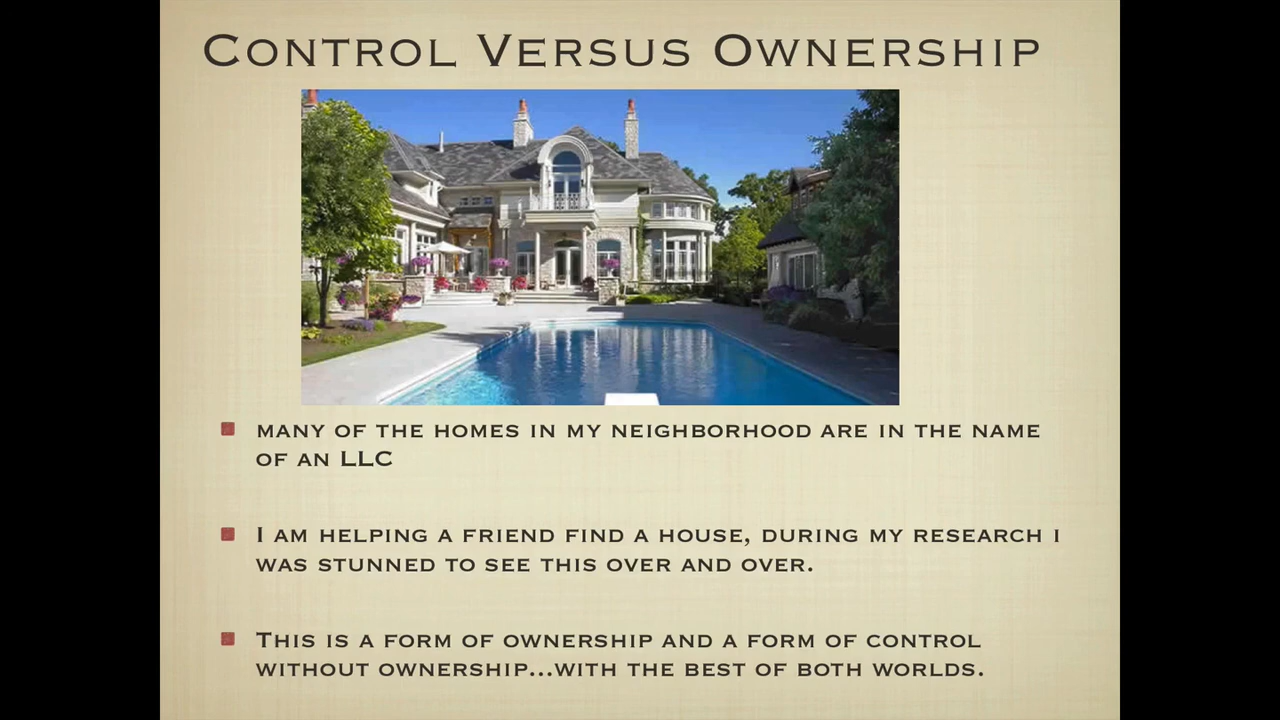 Control Versus Ownership
many of the homes in my neighborhood are in the name
of an LLC
I am helping a friend find a house, during my research I
was stunned to see this over and over.
This is a form of ownership and a form of control
without ownership...with the best of both worlds.